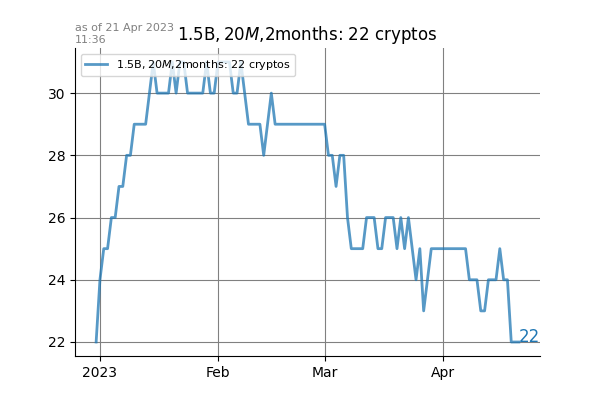 as of 21 Apr 2023
11:36
1.5B, 20M,2months: 22 cryptos
1.5B, 20M,2months: 22 cryptos
30
28
26
24
22
22
2023
Feb
Mar
Apr